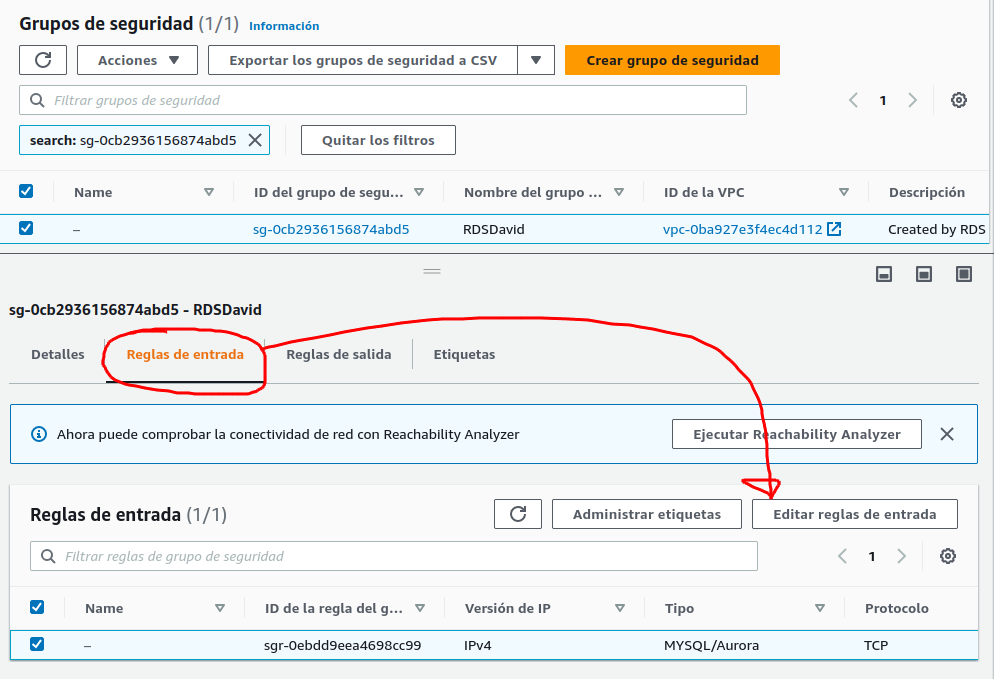 Grupos de seguridad (1/1) Información
Acciones Exportar los grupos de seguridad a CSV Crear grupo de seguridad
Filtrar grupos de seguridad 1
search: sg-0cb2936156874abd5 Quitar los filtros
Name ID del grupo de segu... Nombre del grupo ... ID de la VPC Descripción
– sg-0cb2936156874abd5 RDSDavid vpc-0ba927e3f4ec4d112 Created by RDS
sg-0cb2936156874abd5 - RDSDavid
Detalles Reglas de entrada Reglas de salida Etiquetas
Ahora puede comprobar la conectividad de red con Reachability Analyzer Ejecutar Reachability Analyzer
Reglas de entrada (1/1) Administrar etiquetas Editar reglas de entrada
Filtrar reglas de grupo de seguridad 1
Name ID de la regla del g... Versión de IP Tipo Protocolo
– sgr-0ebdd9eea4698cc99 IPv4 MYSQL/Aurora TCP